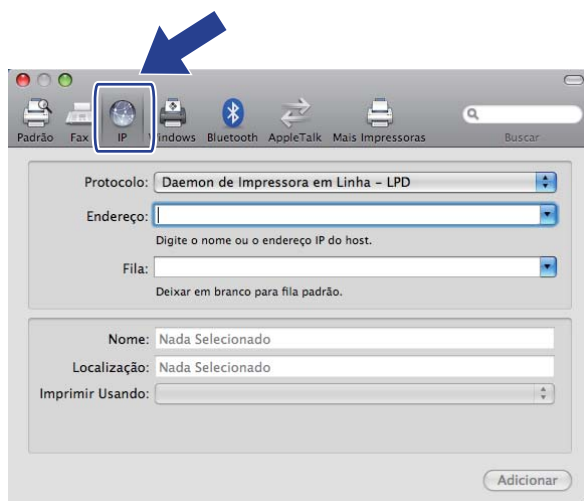 Padrão Fax IP Windows Bluetooth AppleTalk Mais Impressoras Buscar
Protocolo: Daemon de Impressora em Linha – LPD
Endereço:
Digite o nome ou o endereço IP do host.
Fila:
Deixar em branco para fila padrão.
Nome: Nada Selecionado
Localização: Nada Selecionado
Imprimir Usando:
Adicionar